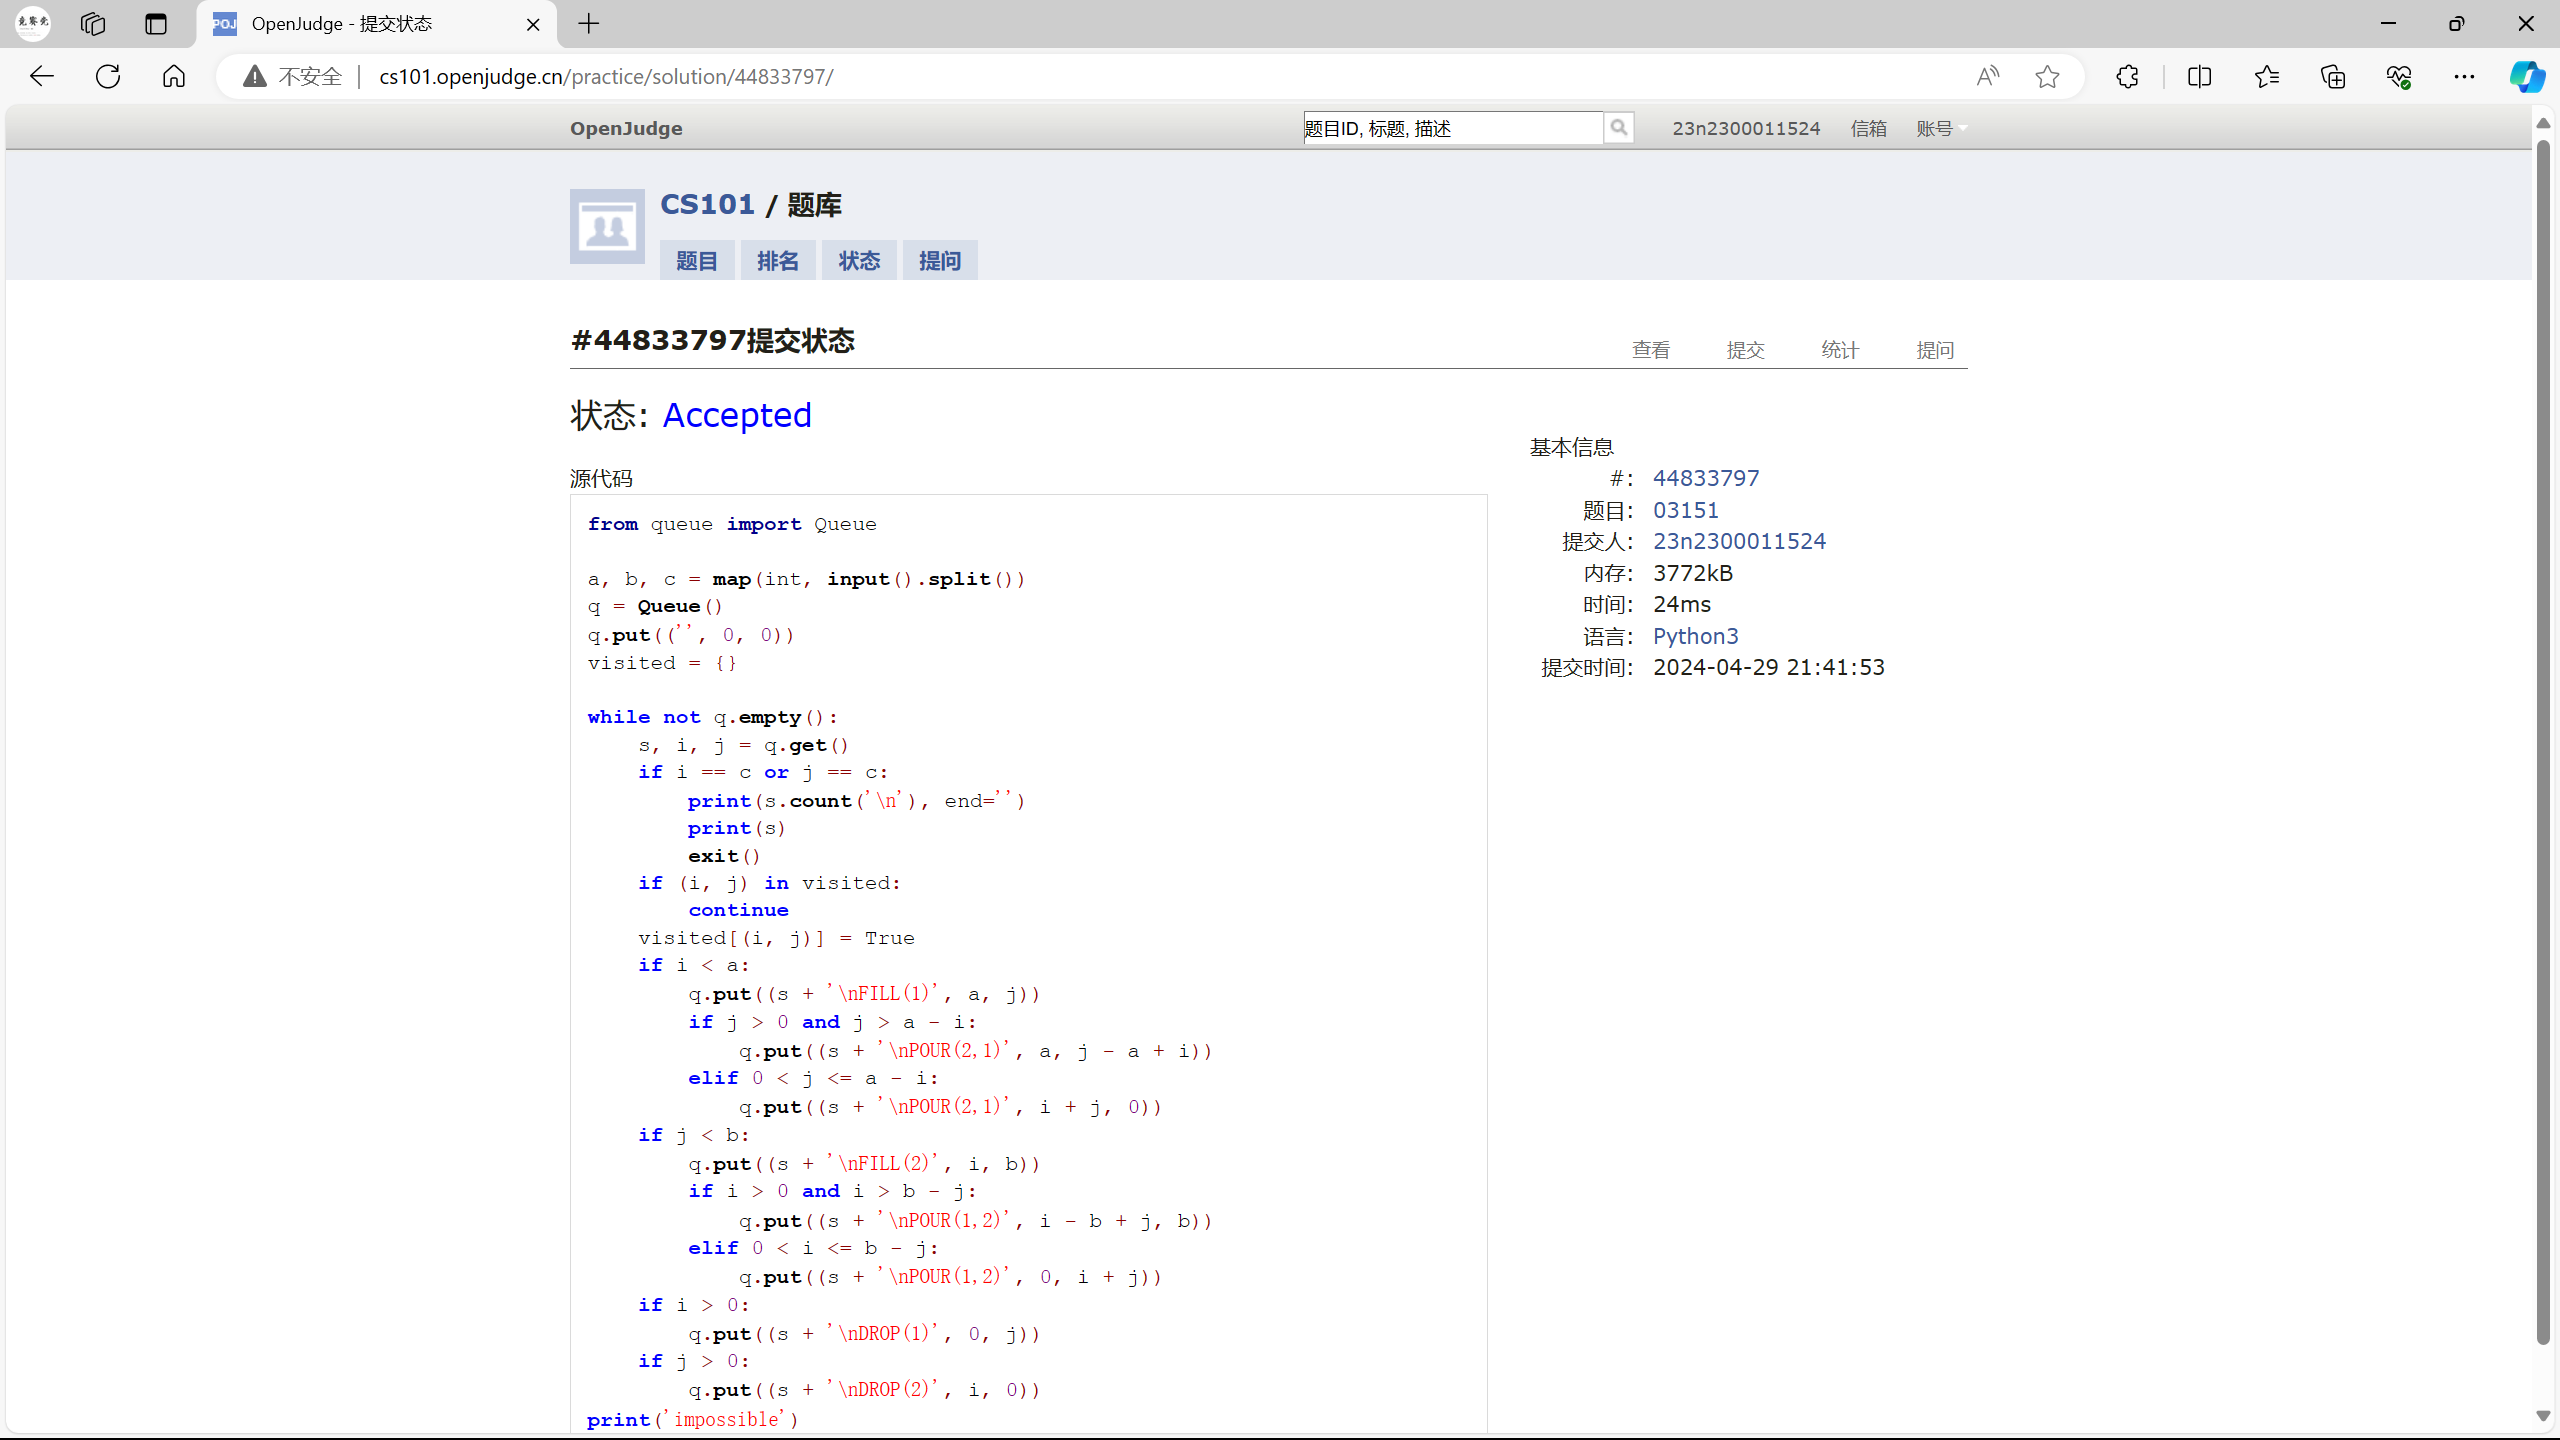 OpenJudge - 提交状态
不安全
cs101.openjudge.cn/practice/solution/44833797/
OpenJudge
题目ID, 标题, 描述
23n2300011524
信箱
账号
CS101 / 题库
题目 排名 状态 提问
#44833797提交状态
查看 提交 统计 提问
状态: Accepted
源代码
from queue import Queue

a, b, c = map(int, input().split())
q = Queue()
q.put(('', 0, 0))
visited = {}

while not q.empty():
    s, i, j = q.get()
    if i == c or j == c:
        print(s.count('\n'), end='')
        print(s)
        exit()
    if (i, j) in visited:
        continue
    visited[(i, j)] = True
    if i < a:
        q.put((s + '\nFILL(1)', a, j))
        if j > 0 and j > a - i:
            q.put((s + '\nPOUR(2,1)', a, j - a + i))
        elif 0 < j <= a - i:
            q.put((s + '\nPOUR(2,1)', i + j, 0))
    if j < b:
        q.put((s + '\nFILL(2)', i, b))
        if i > 0 and i > b - j:
            q.put((s + '\nPOUR(1,2)', i - b + j, b))
        elif 0 < i <= b - j:
            q.put((s + '\nPOUR(1,2)', 0, i + j))
    if i > 0:
        q.put((s + '\nDROP(1)', 0, j))
    if j > 0:
        q.put((s + '\nDROP(2)', i, 0))
print('impossible')
基本信息
#: 44833797
题目: 03151
提交人: 23n2300011524
内存: 3772kB
时间: 24ms
语言: Python3
提交时间: 2024-04-29 21:41:53